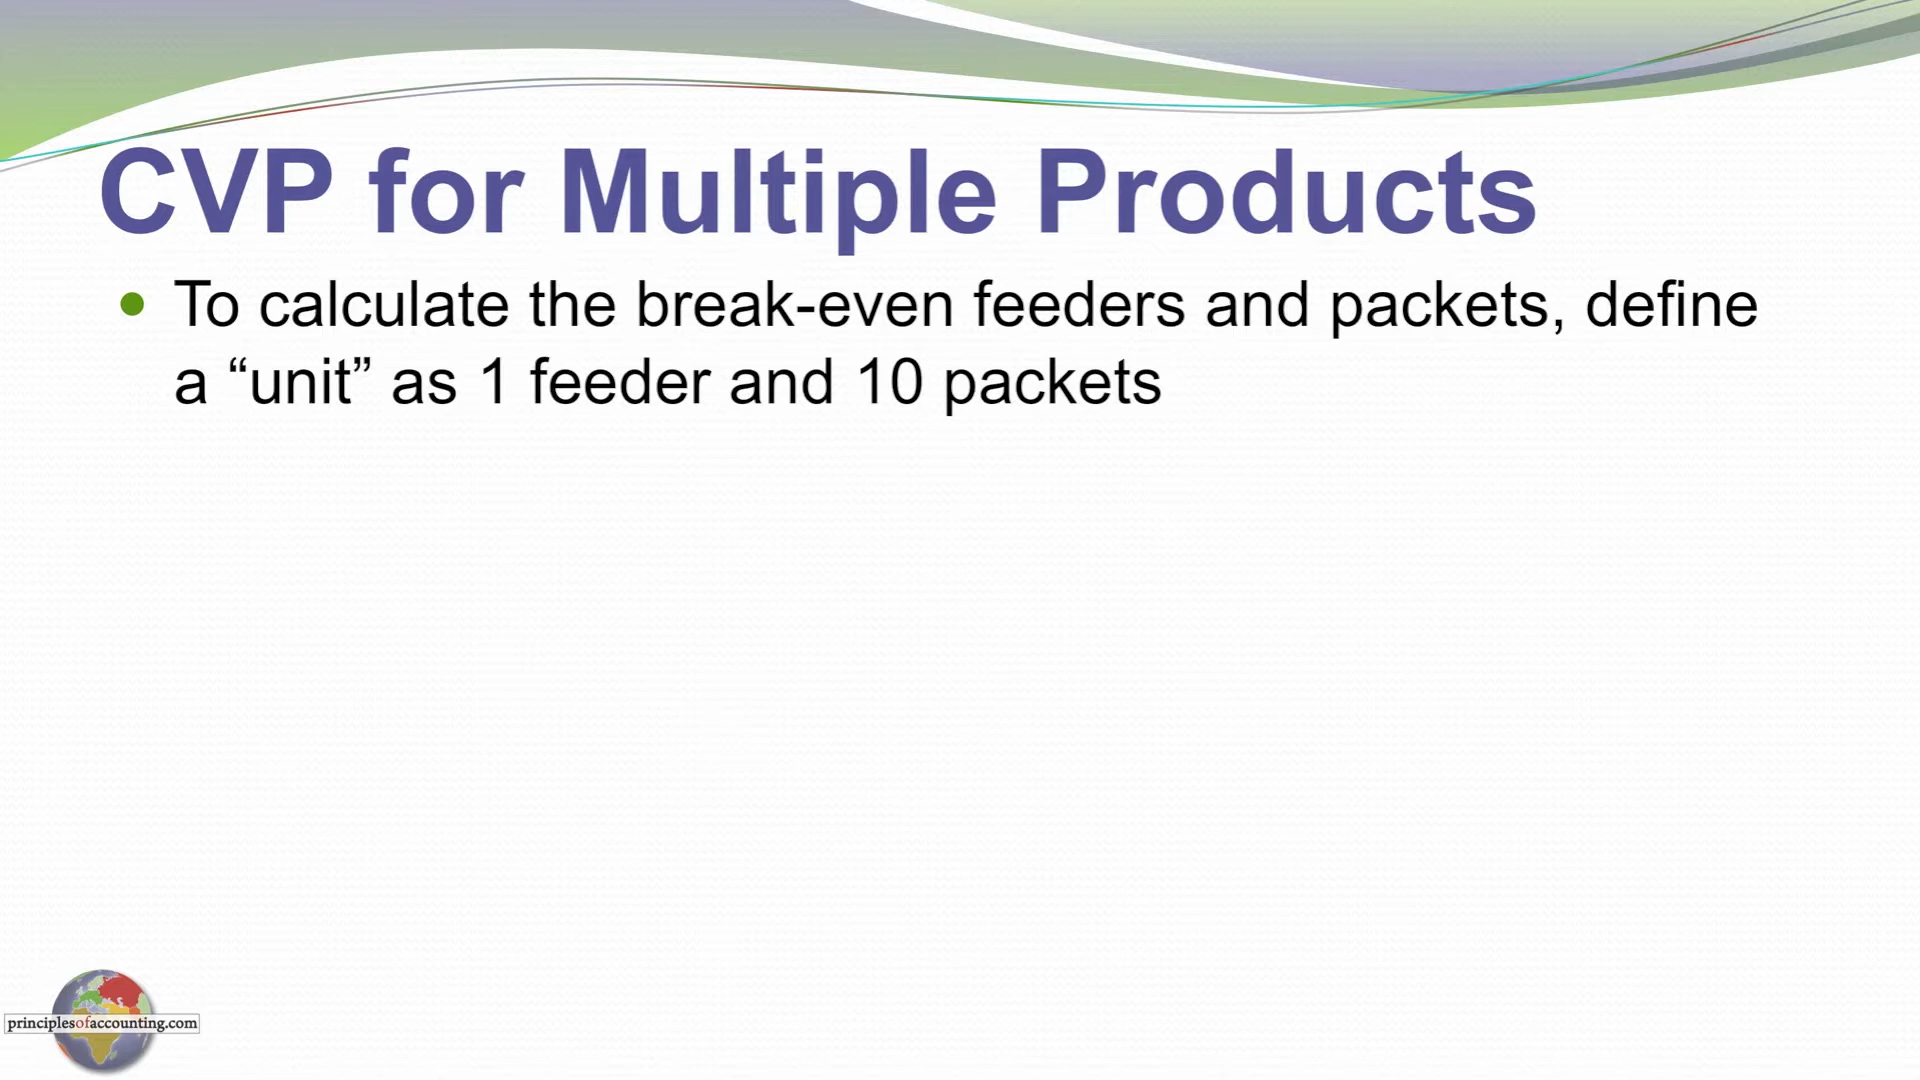 CVP for Multiple Products
• To calculate the break-even feeders and packets, define
a “unit” as 1 feeder and 10 packets
principlesofaccounting.com